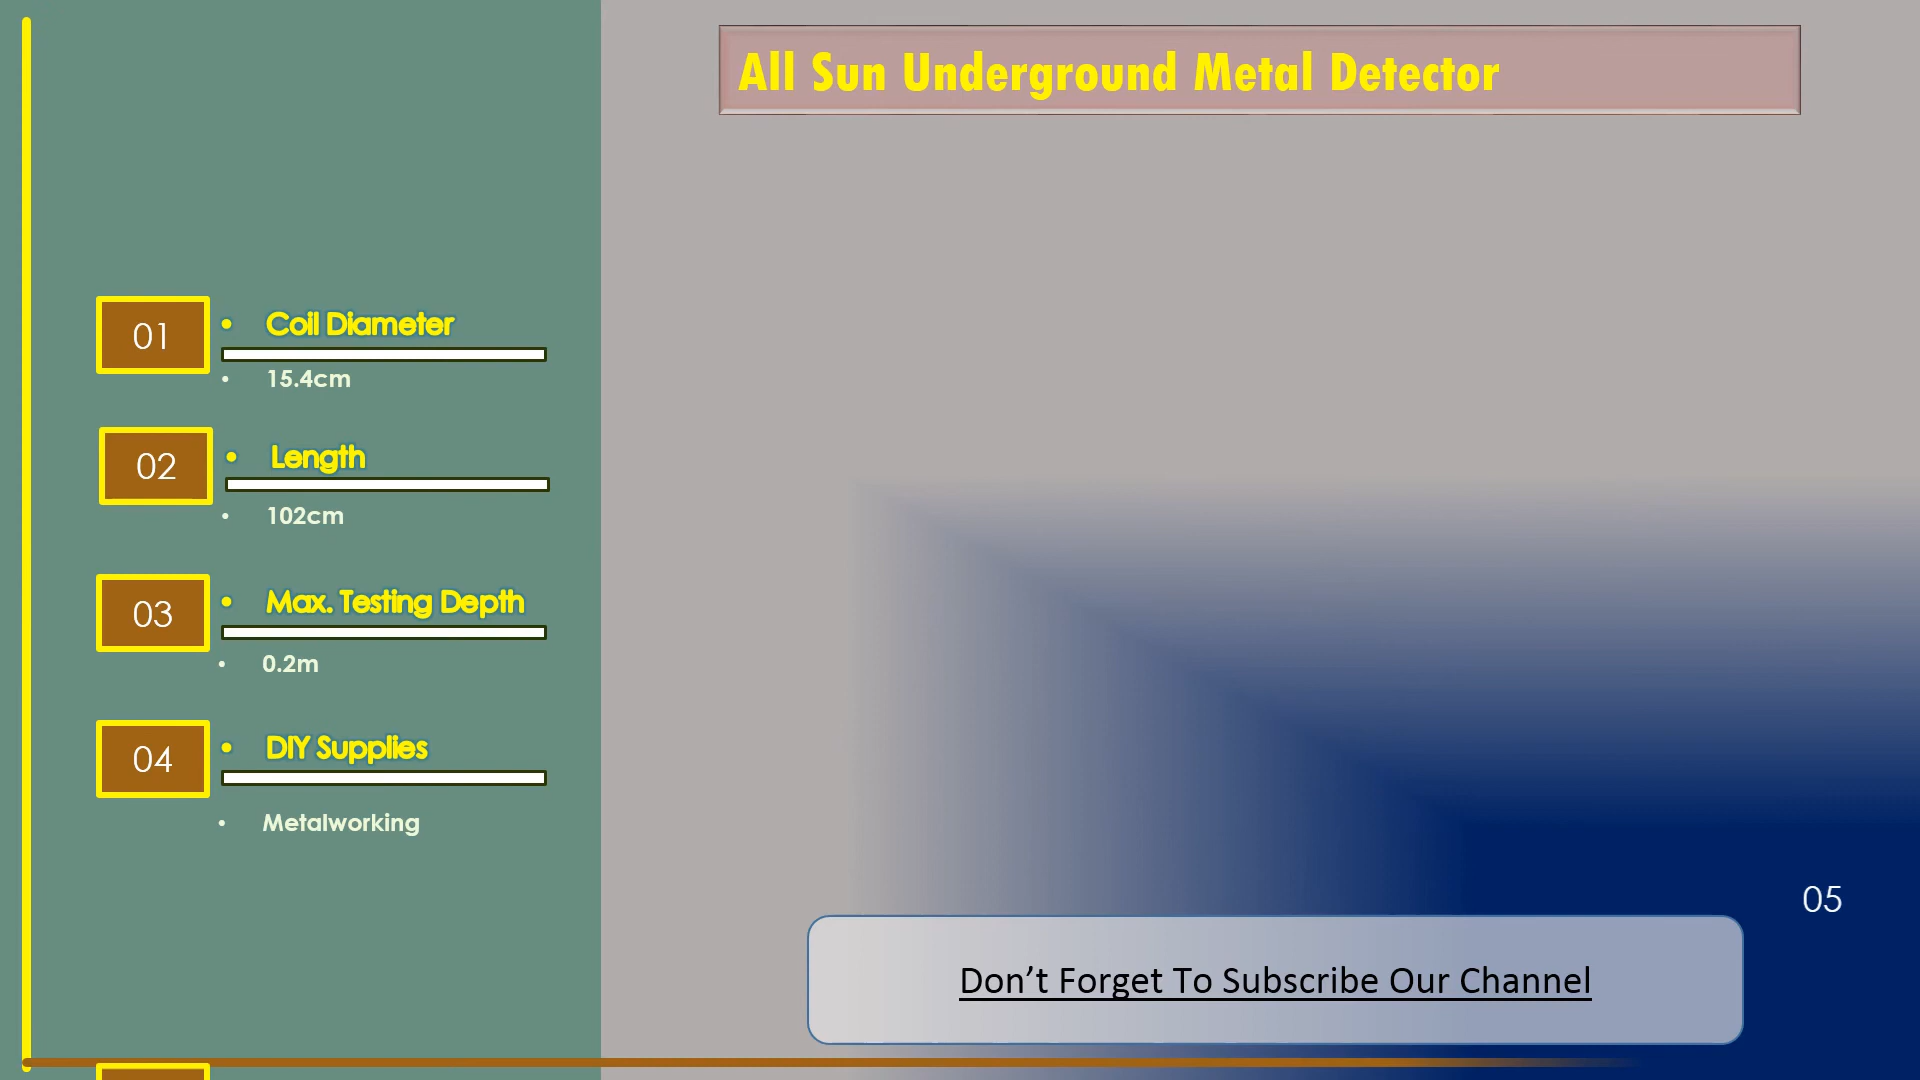 All Sun Underground Metal Detector
01
• Coil Diameter
• 15.4cm
02
• Length
• 102cm
03
• Max. Testing Depth
• 0.2m
04
• DIY Supplies
• Metalworking
05
Don’t Forget To Subscribe Our Channel